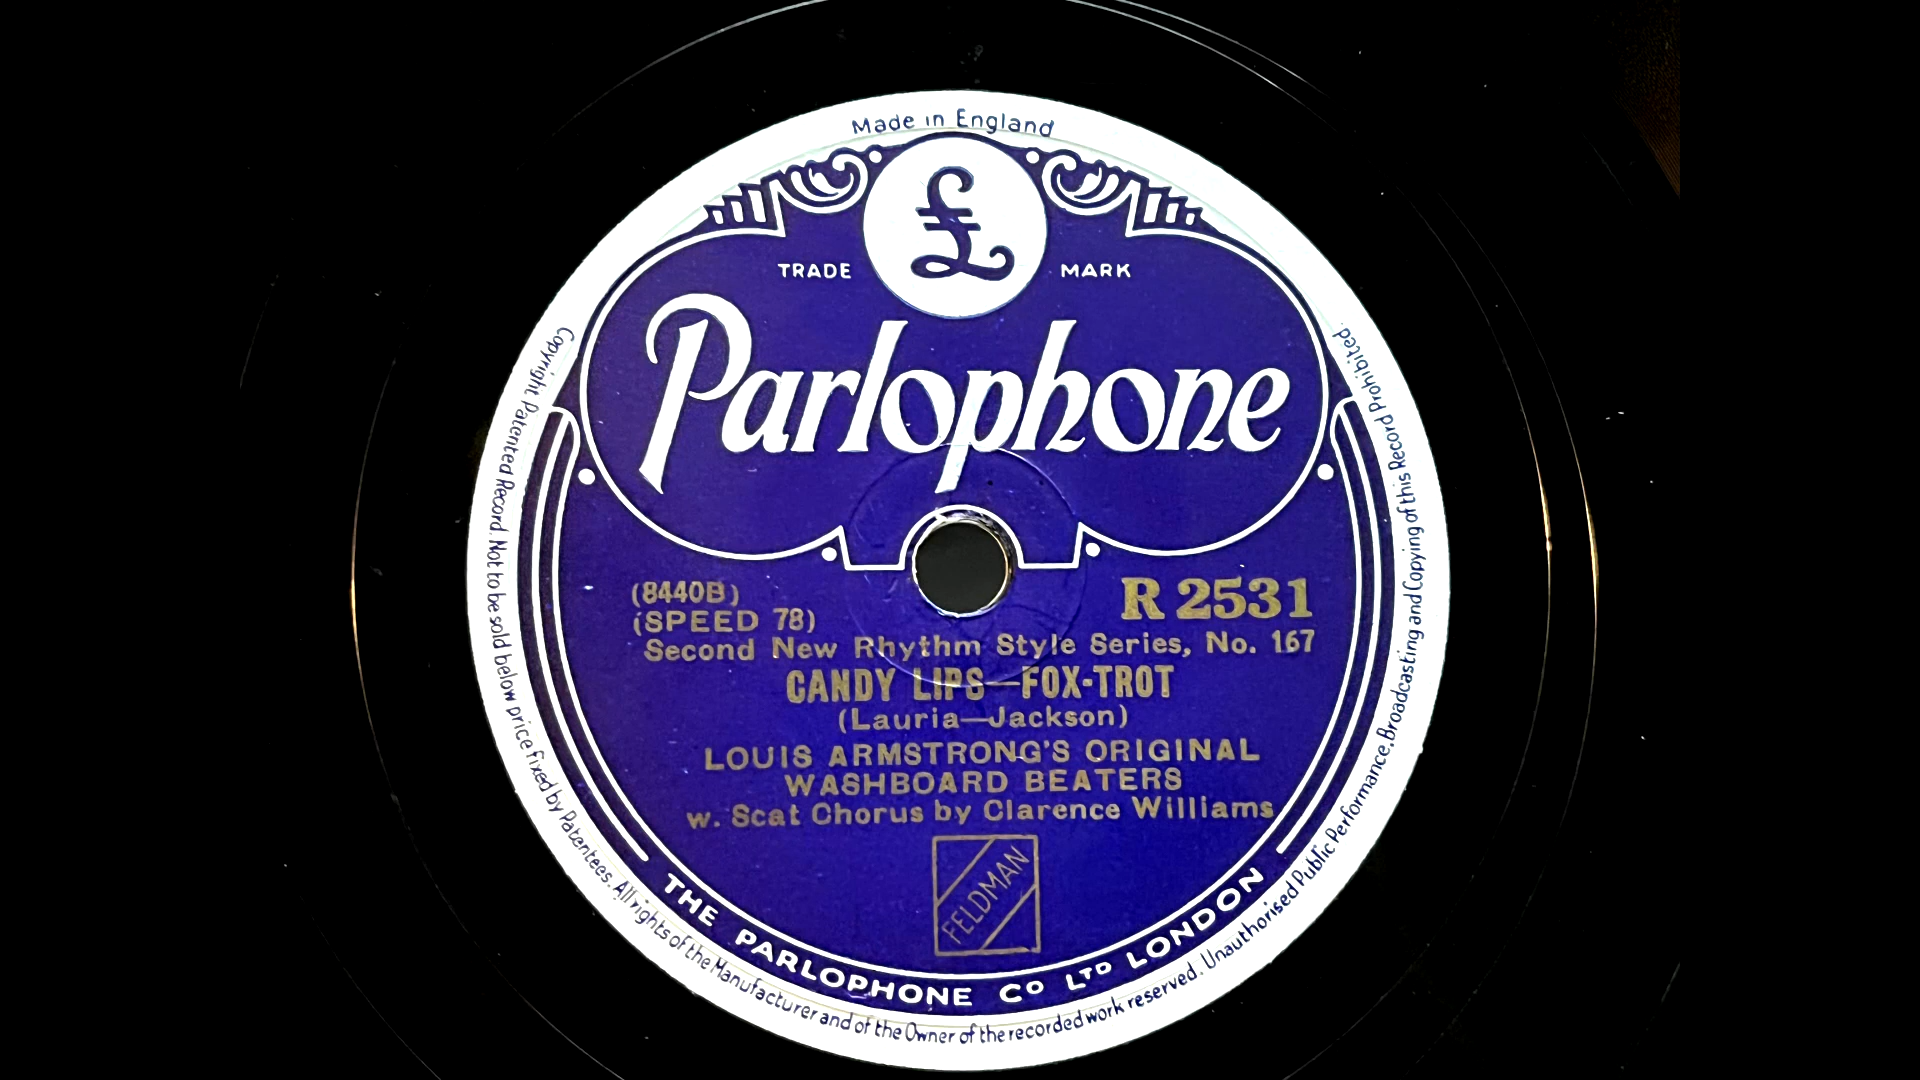 Made in England
£
TRADE MARK
Parlophone
(8440B)
R 2531
(SPEED 78)
Second New Rhythm Style Series, No. 167
CANDY LIPS—FOX-TROT
(Lauria—Jackson)
LOUIS ARMSTRONG'S ORIGINAL
WASHBOARD BEATERS
w. Scat Chorus by Clarence Williams
FELDMAN
THE PARLOPHONE CO LTD LONDON
Copyright Patented Record. Not to be sold below price fixed by Patentees. All rights of the Manufacturer and of the Owner of the recorded work reserved. Unauthorised Public Performance, Broadcasting and Copying of this Record Prohibited.